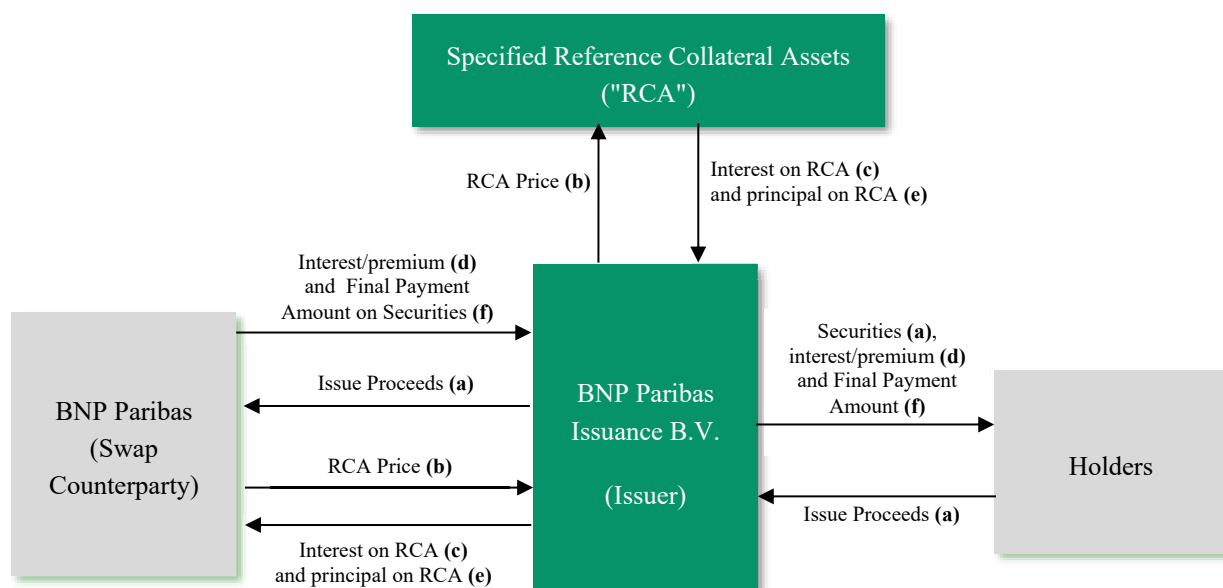 Specified Reference Collateral Assets
("RCA")
RCA Price (b)
Interest on RCA (c)
and principal on RCA (e)
Interest/premium (d)
and Final Payment
Amount on Securities (f)
Issue Proceeds (a)
BNP Paribas
(Swap
Counterparty)
RCA Price (b)
Interest on RCA (c)
and principal on RCA (e)
BNP Paribas
Issuance B.V.
(Issuer)
Securities (a),
interest/premium (d)
and Final Payment
Amount (f)
Issue Proceeds (a)
Holders